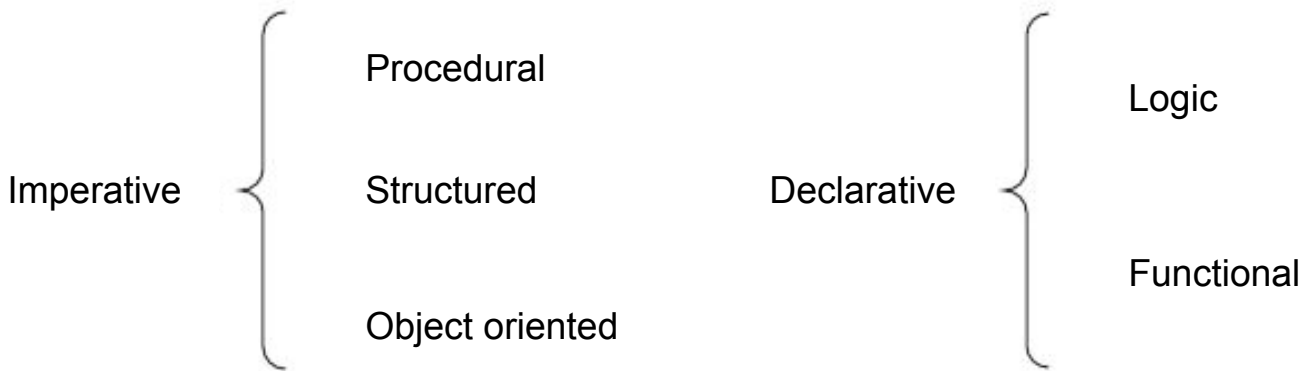 Imperative
Procedural
Structured
Object oriented
Declarative
Logic
Functional